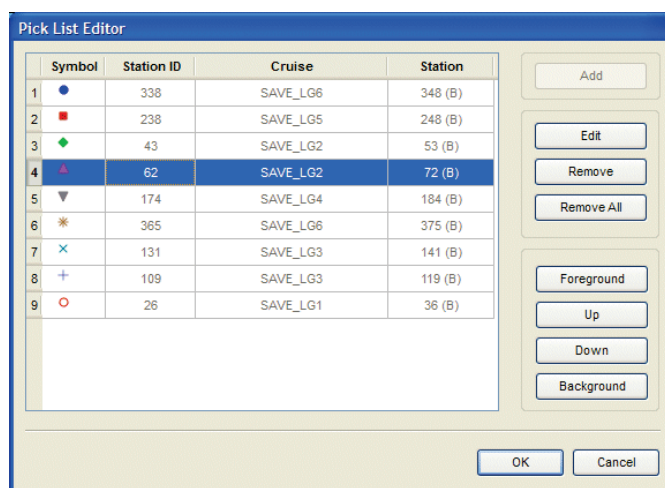 Pick List Editor
Symbol Station ID Cruise Station
1 338 SAVE_LG6 348 (B)
2 238 SAVE_LG5 248 (B)
3 43 SAVE_LG2 53 (B)
4 62 SAVE_LG2 72 (B)
5 174 SAVE_LG4 184 (B)
6 365 SAVE_LG6 375 (B)
7 131 SAVE_LG3 141 (B)
8 109 SAVE_LG3 119 (B)
9 26 SAVE_LG1 36 (B)
Add
Edit
Remove
Remove All
Foreground
Up
Down
Background
OK Cancel